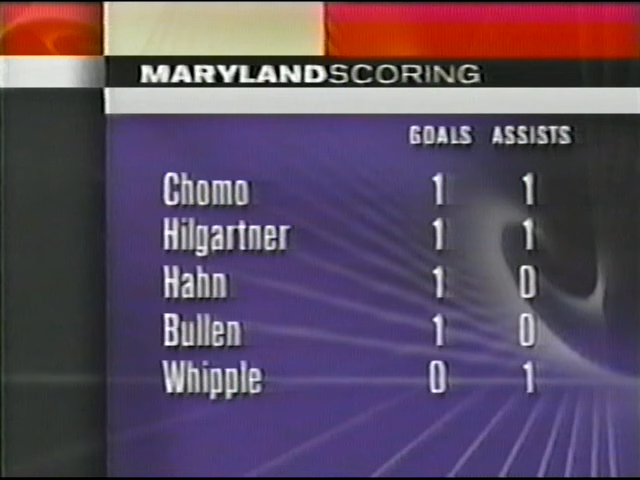 MARYLANDSCORING
GOALS ASSISTS
Chomo 1 1
Hilgartner 1 1
Hahn 1 0
Bullen 1 0
Whipple 0 1